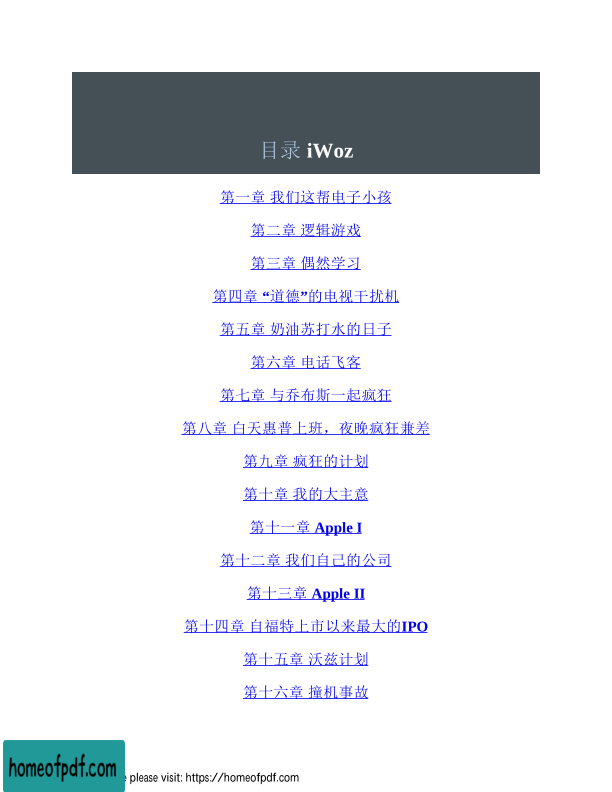 目录 iWoz
第一章 我们这帮电子小孩
第二章 逻辑游戏
第三章 偶然学习
第四章 “道德”的电视干扰机
第五章 奶油苏打水的日子
第六章 电话飞客
第七章 与乔布斯一起疯狂
第八章 白天惠普上班，夜晚疯狂兼差
第九章 疯狂的计划
第十章 我的大主意
第十一章 Apple I
第十二章 我们自己的公司
第十三章 Apple II
第十四章 自福特上市以来最大的IPO
第十五章 沃兹计划
第十六章 撞机事故
homeofpdf.com
please visit: https://homeofpdf.com